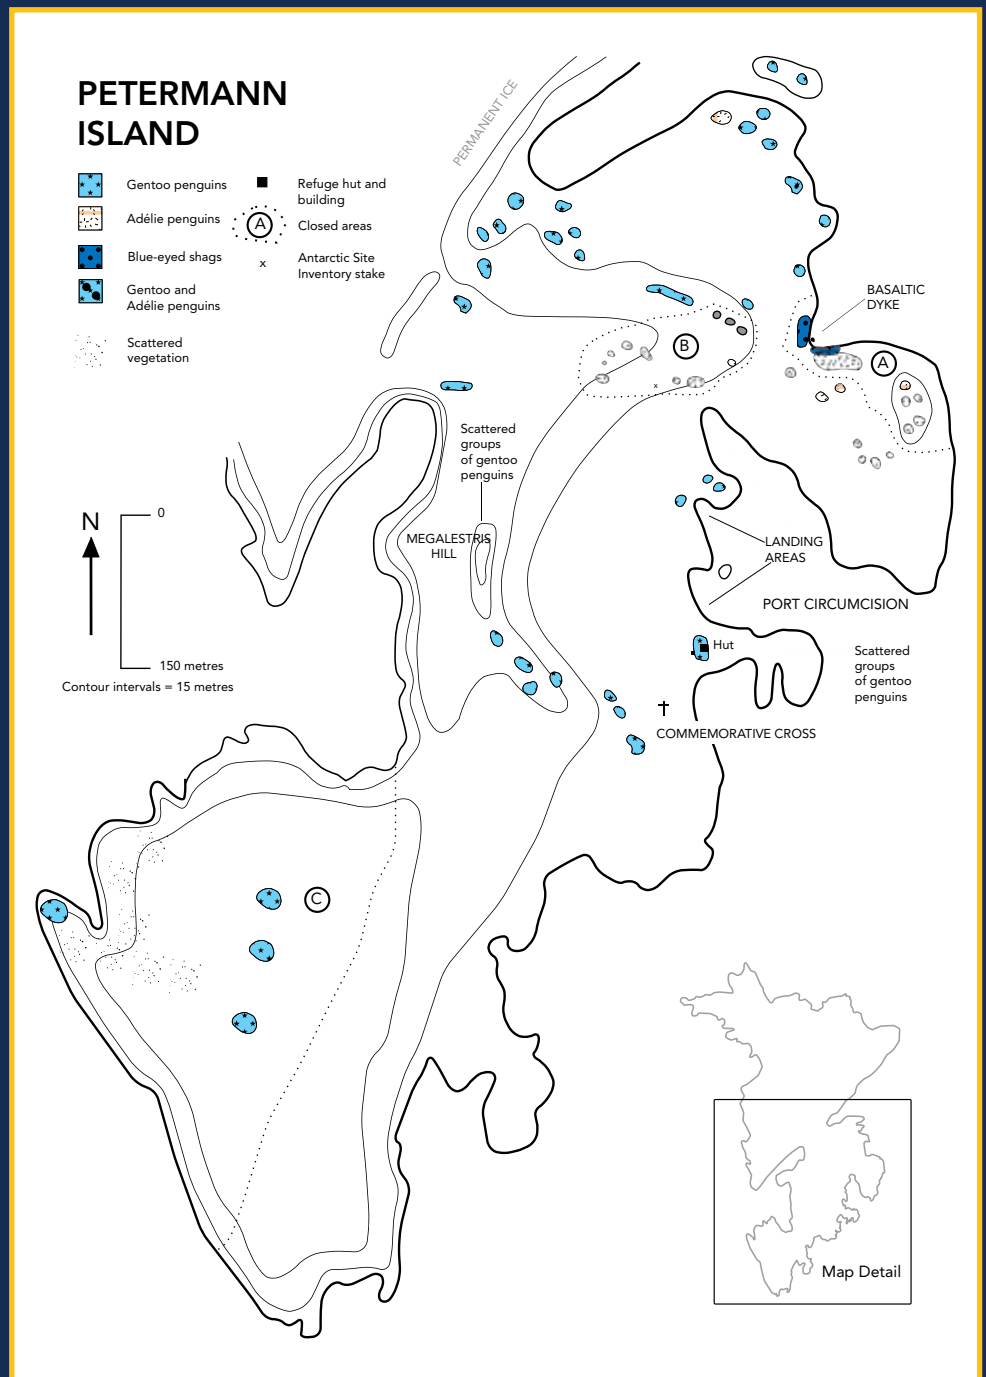 PETERMANN
ISLAND
Gentoo penguins
Adélie penguins
Blue-eyed shags
Gentoo and
Adélie penguins
Scattered
vegetation
Refuge hut and
building
A
Closed areas
x
Antarctic Site
Inventory stake
PERMANENT ICE
BASALTIC
DYKE
B
A
x
Scattered
groups
of gentoo
penguins
MEGALESTRIS
HILL
N
0
150 metres
Contour intervals = 15 metres
LANDING
AREAS
PORT CIRCUMCISION
Hut
Scattered
groups
of gentoo
penguins
COMMEMORATIVE CROSS
C
Map Detail